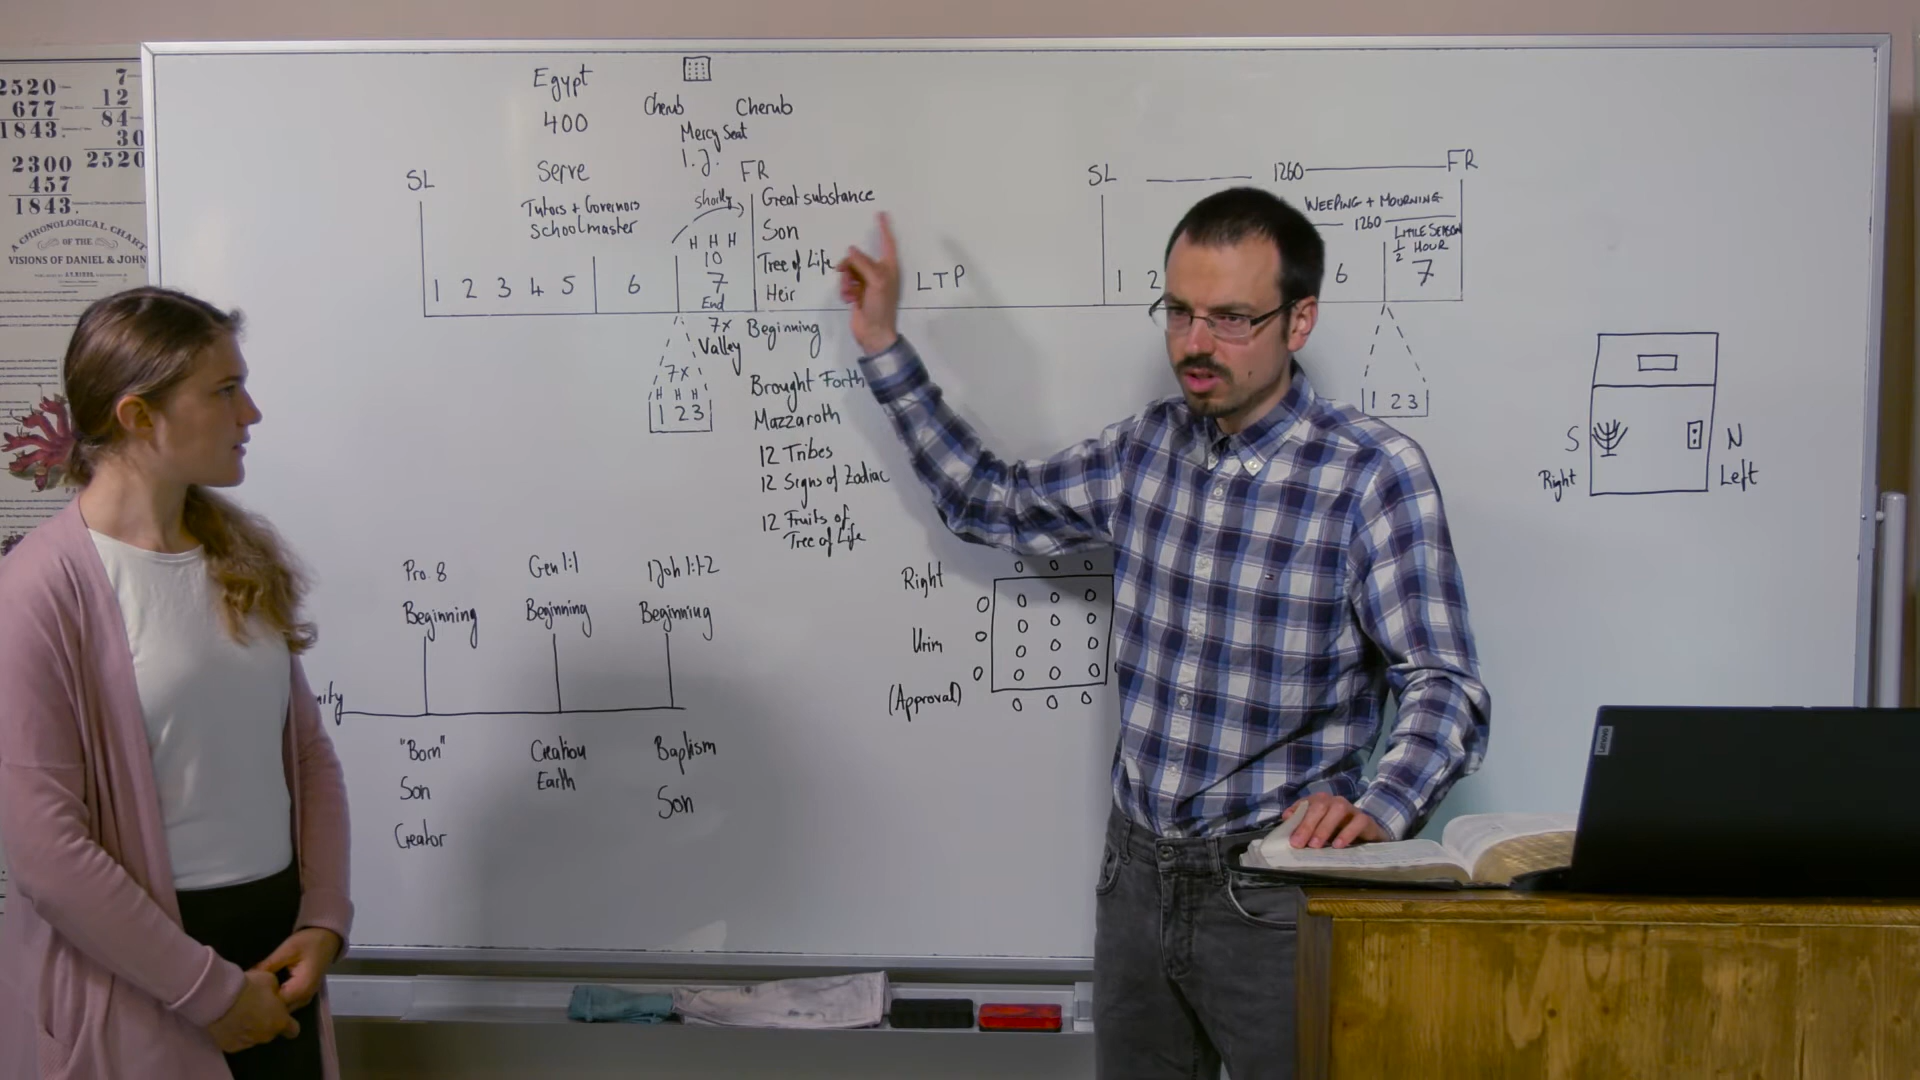 2520
677
1843.
7
12
84
30
2520
2300
457
1843.
A CHRONOLOGICAL CHART
OF THE
VISIONS OF DANIEL & JOHN
Egypt
400
Serve
Tutors + Governors
Schoolmaster
Cherub Cherub
Mercy Seat
I.J.
SL
FR
shortly
Great substance
Son
Tree of Life
Heir
H H H
10
7
End
1 2 3 4 5 6
LTP
7x Beginning
Valley
7x
H H H
1 2 3
Brought Forth
Mazzaroth
12 Tribes
12 Signs of Zodiac
12 Fruits of
Tree of Life
SL 1260 FR
WEEPING + MOURNING
1260
LITTLE SEASON
1/2 HOUR
1 2 6 7
1 2 3
S N
Right Left
Pro. 8 Gen 1:1 1Joh 1:1-2
Beginning Beginning Beginning
"Born" Creation Baptism
Son Earth Son
Creator
Right
Urim
(Approval)
Lenovo